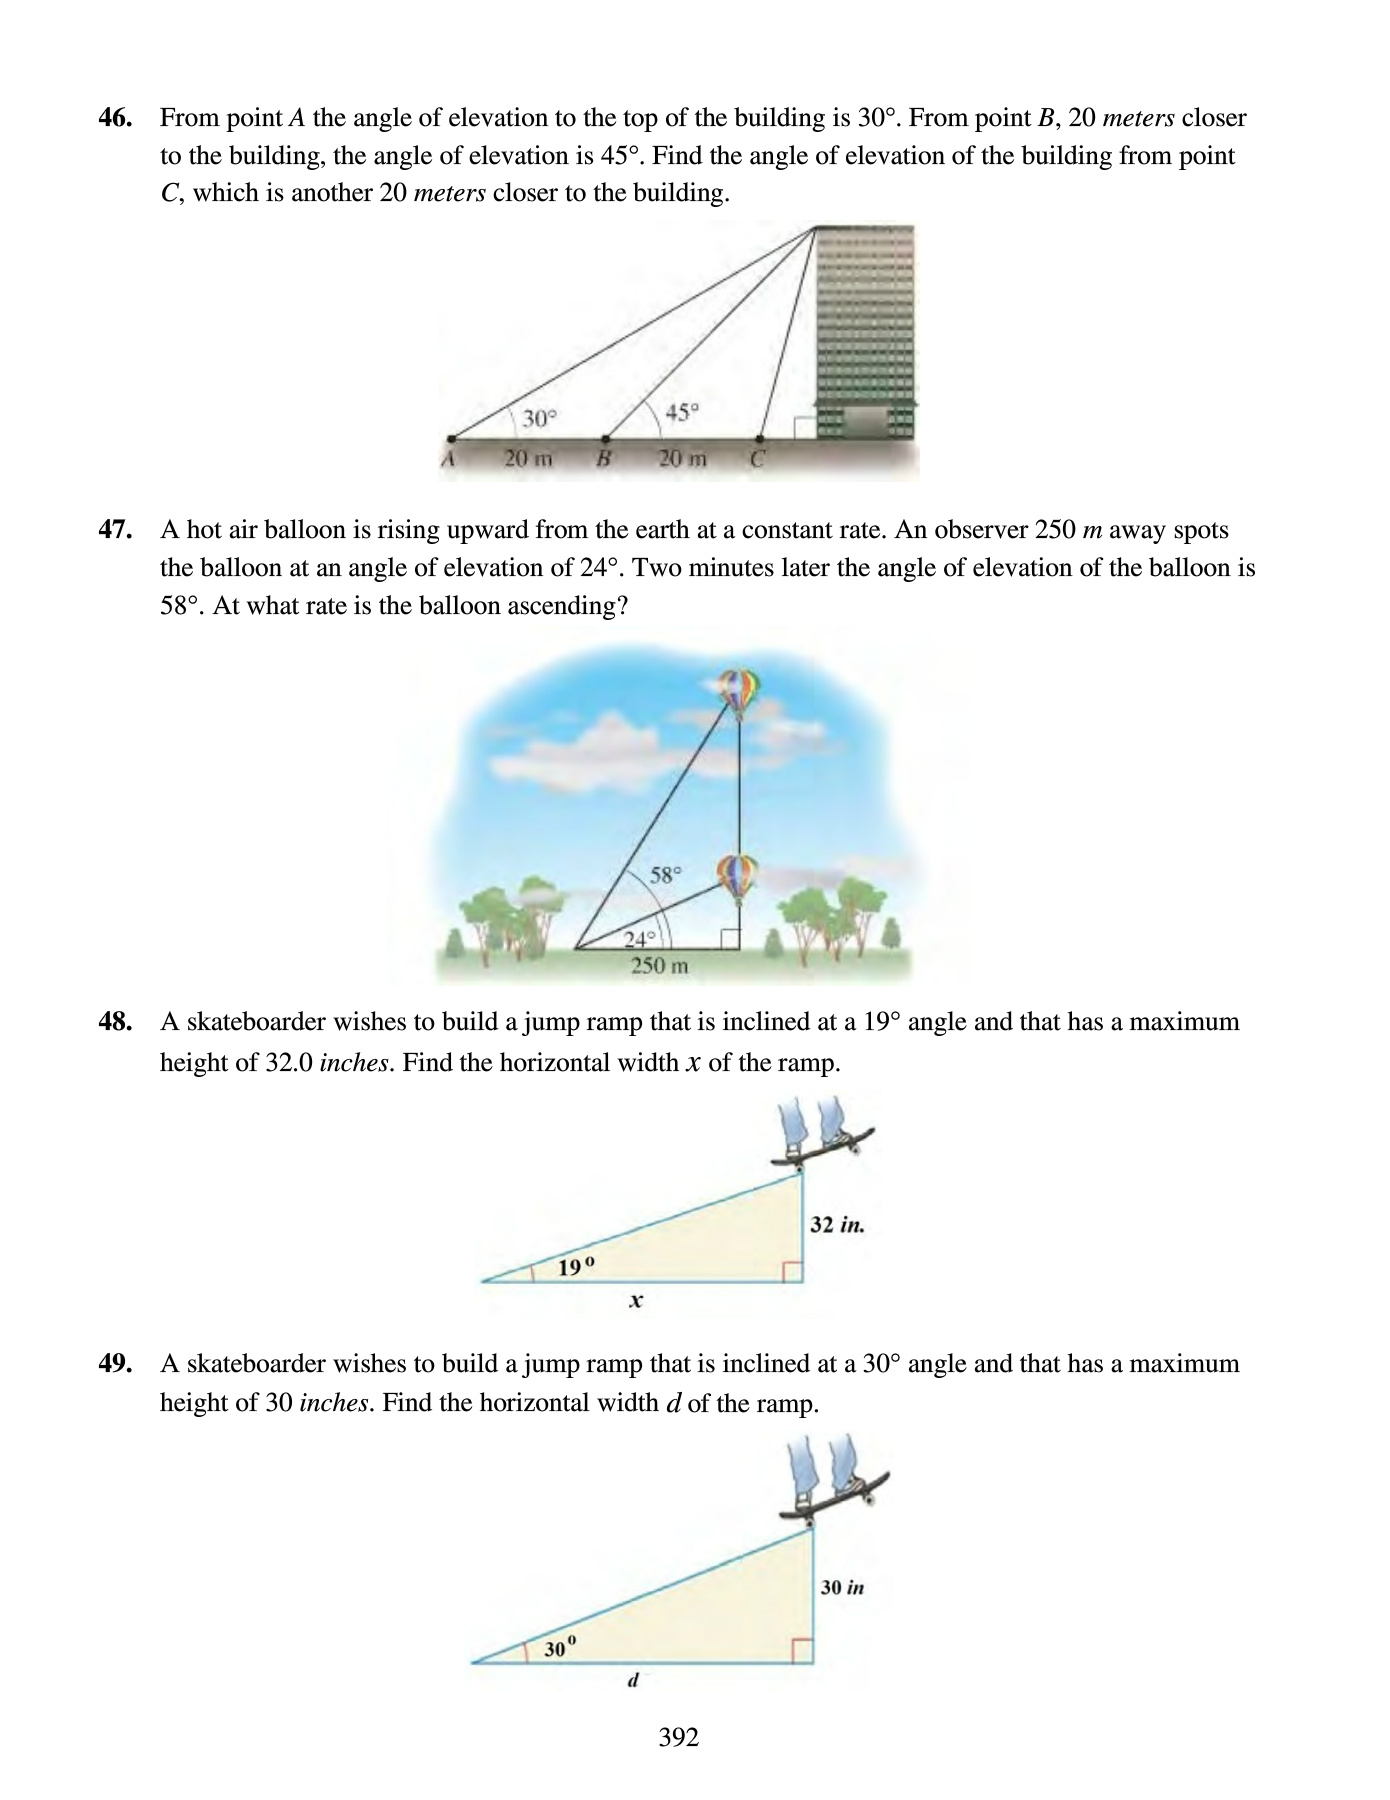 46. From point A the angle of elevation to the top of the building is 30°. From point B, 20 meters closer
to the building, the angle of elevation is 45°. Find the angle of elevation of the building from point
C, which is another 20 meters closer to the building.
30°
45°
A 20 m B 20 m C
47. A hot air balloon is rising upward from the earth at a constant rate. An observer 250 m away spots
the balloon at an angle of elevation of 24°. Two minutes later the angle of elevation of the balloon is
58°. At what rate is the balloon ascending?
58°
24°
250 m
48. A skateboarder wishes to build a jump ramp that is inclined at a 19° angle and that has a maximum
height of 32.0 inches. Find the horizontal width x of the ramp.
32 in.
19°
x
49. A skateboarder wishes to build a jump ramp that is inclined at a 30° angle and that has a maximum
height of 30 inches. Find the horizontal width d of the ramp.
30 in
30°
d
392